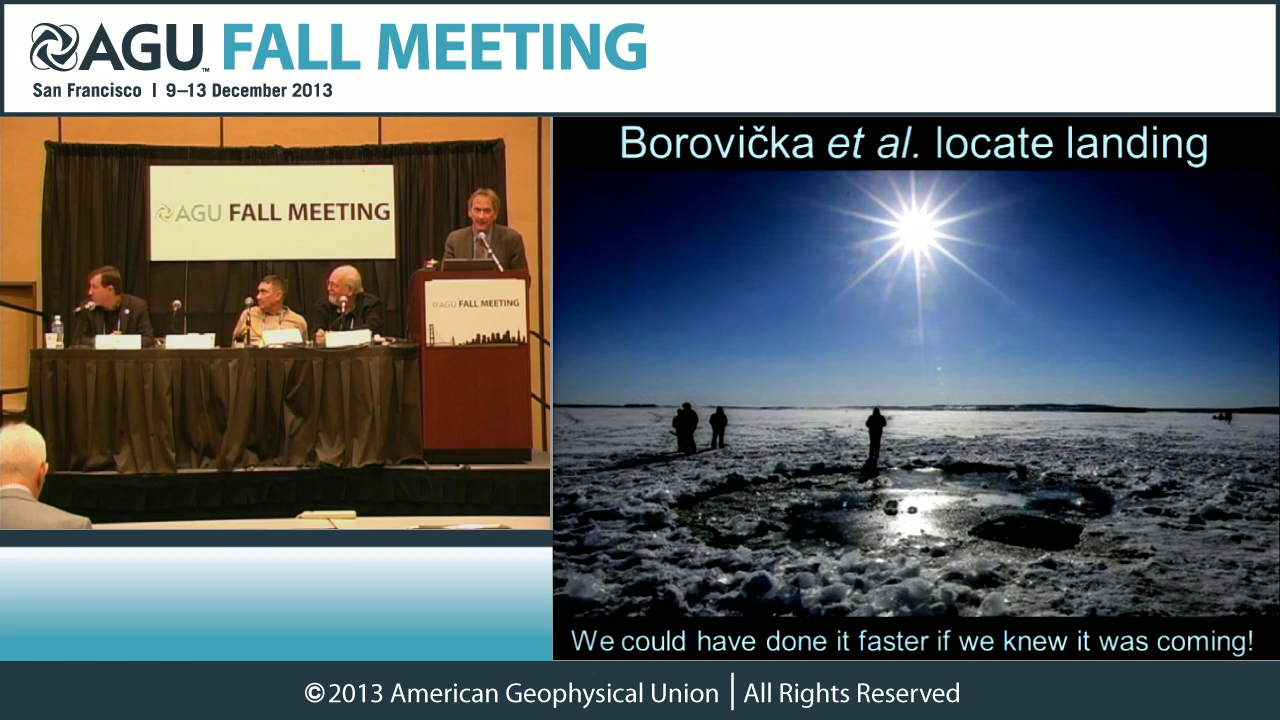 AGU FALL MEETING
San Francisco | 9–13 December 2013
AGU FALL MEETING
AGU FALL MEETING
Borovička et al. locate landing
We could have done it faster if we knew it was coming!
©2013 American Geophysical Union | All Rights Reserved